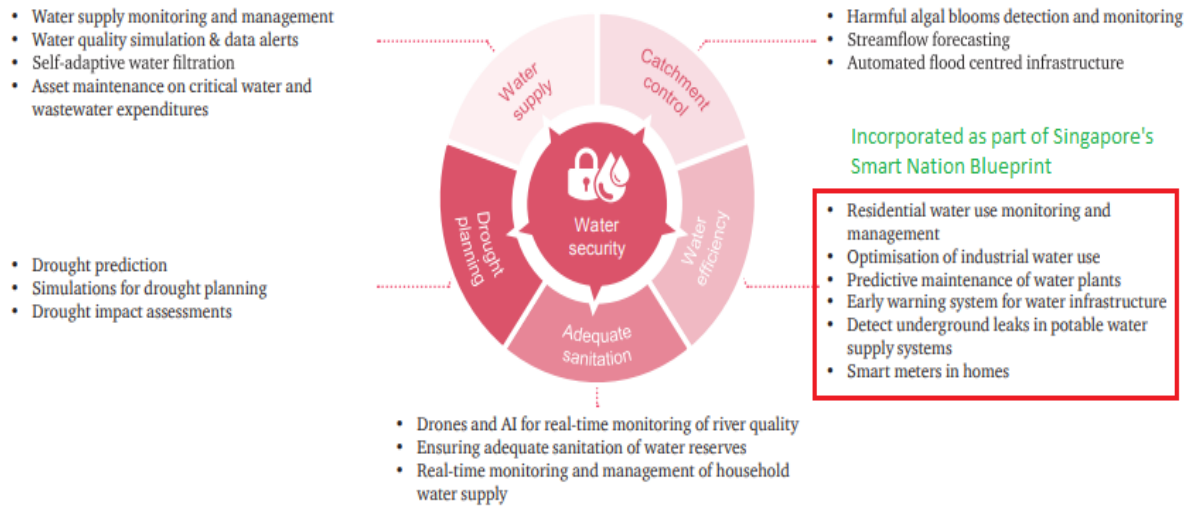 • Water supply monitoring and management
• Water quality simulation & data alerts
• Self-adaptive water filtration
• Asset maintenance on critical water and
wastewater expenditures
• Harmful algal blooms detection and monitoring
• Streamflow forecasting
• Automated flood centred infrastructure
Water
supply
Catchment
control
Incorporated as part of Singapore's
Smart Nation Blueprint
Water
security
Drought
planning
Water
efficiency
Adequate
sanitation
• Residential water use monitoring and
management
• Optimisation of industrial water use
• Predictive maintenance of water plants
• Early warning system for water infrastructure
• Detect underground leaks in potable water
supply systems
• Smart meters in homes
• Drought prediction
• Simulations for drought planning
• Drought impact assessments
• Drones and AI for real-time monitoring of river quality
• Ensuring adequate sanitation of water reserves
• Real-time monitoring and management of household
water supply